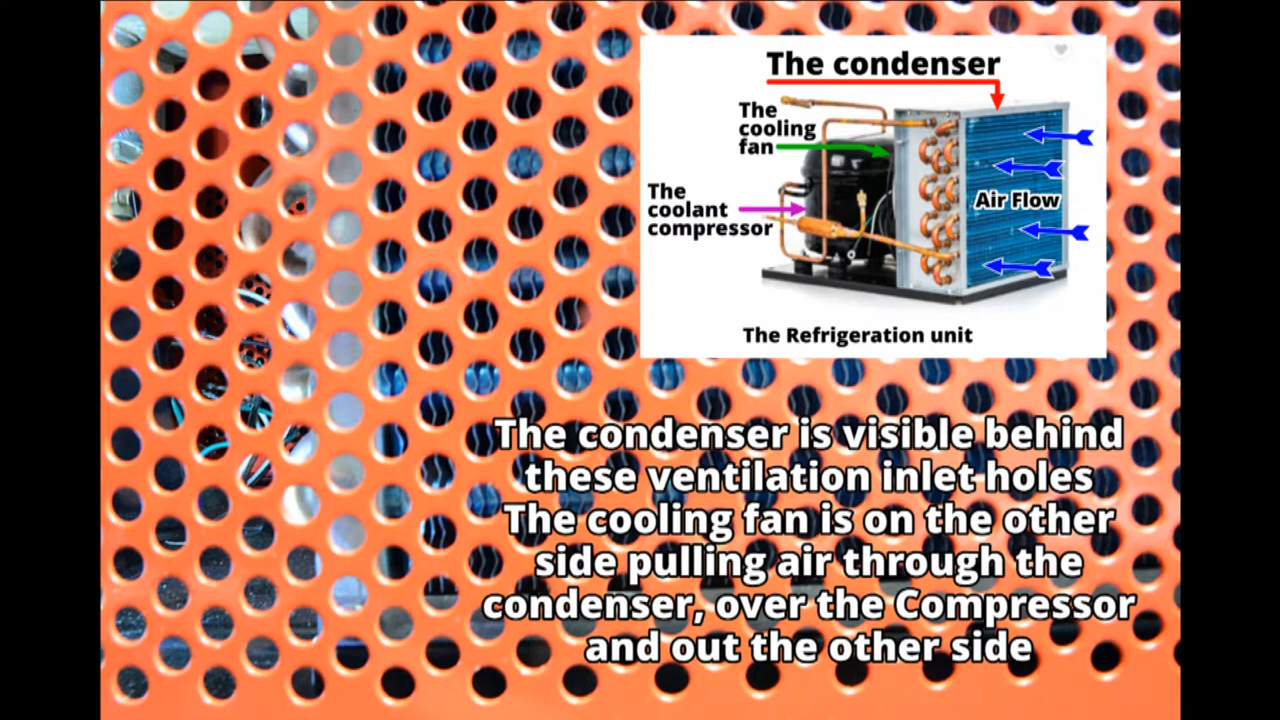 The condenser
The
cooling
fan
The
coolant
compressor
Air Flow
The Refrigeration unit
The condenser is visible behind
these ventilation inlet holes
The cooling fan is on the other
side pulling air through the
condenser, over the Compressor
and out the other side